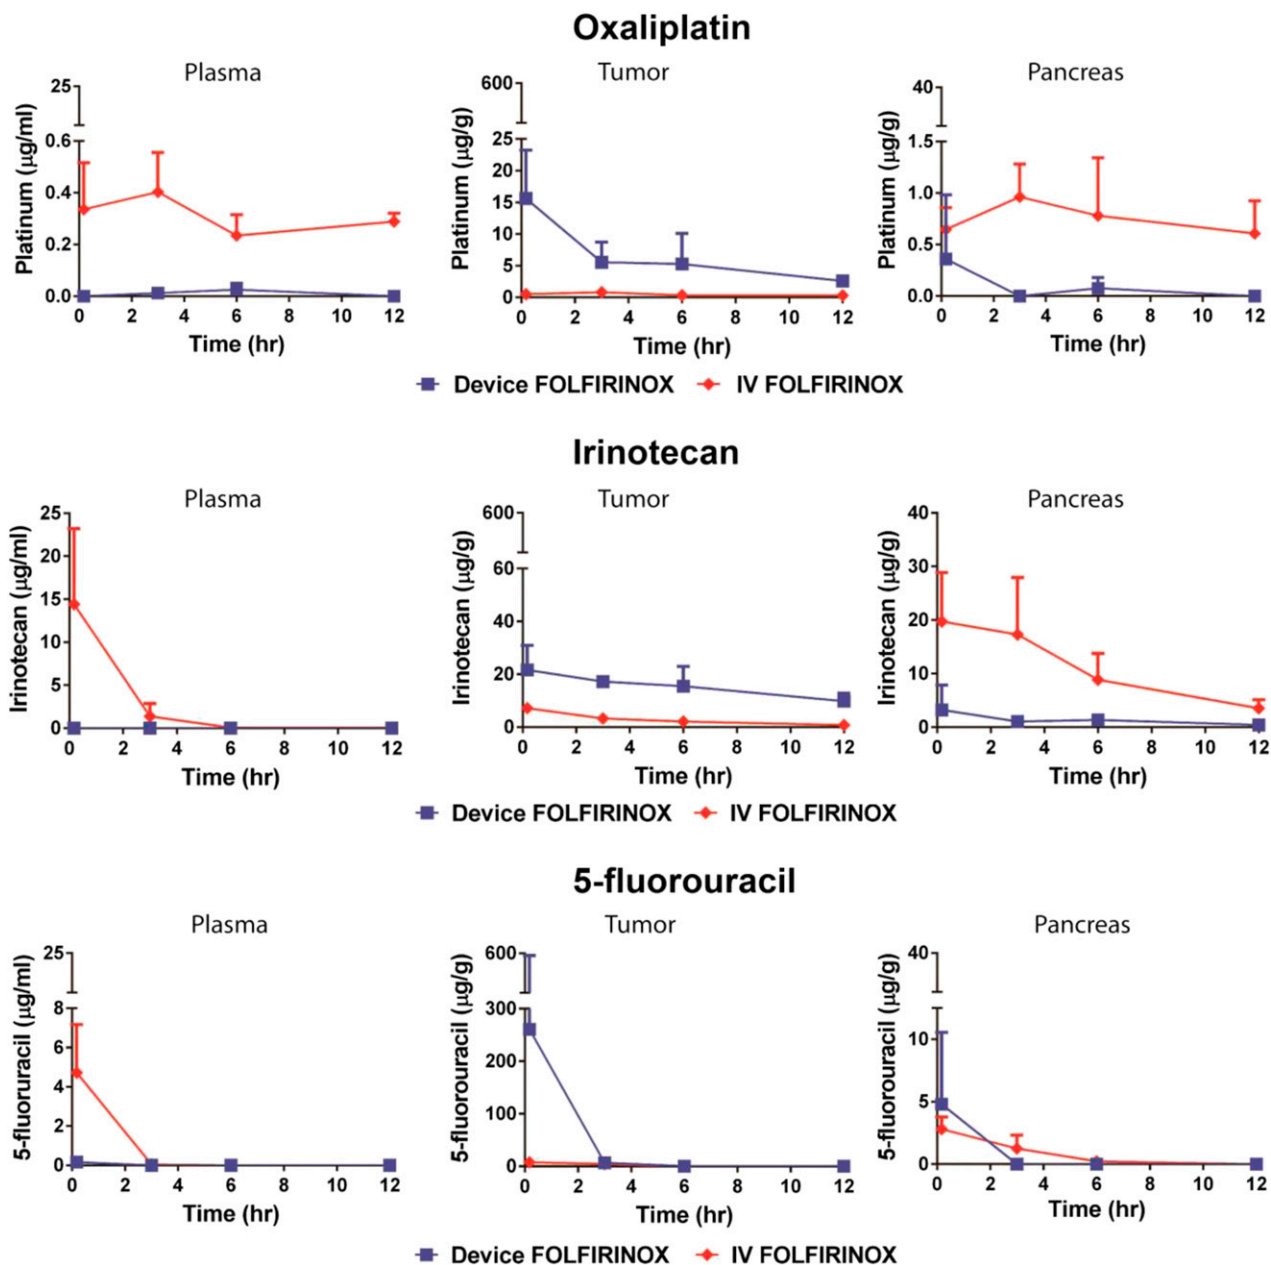 Oxaliplatin
Plasma
Tumor
Pancreas
Platinum (µg/ml)
25
0.6
0.4
0.2
0.0
0 2 4 6 8 10 12
Time (hr)
Platinum (µg/g)
600
25
20
15
10
5
0
0 2 4 6 8 10 12
Time (hr)
Platinum (µg/g)
40
1.5
1.0
0.5
0.0
0 2 4 6 8 10 12
Time (hr)
Device FOLFIRINOX IV FOLFIRINOX
Irinotecan
Plasma
Tumor
Pancreas
Irinotecan (µg/ml)
25
20
15
10
5
0
0 2 4 6 8 10 12
Time (hr)
Irinotecan (µg/g)
600
60
40
20
0
0 2 4 6 8 10 12
Time (hr)
Irinotecan (µg/g)
40
30
20
10
0
0 2 4 6 8 10 12
Time (hr)
Device FOLFIRINOX IV FOLFIRINOX
5-fluorouracil
Plasma
Tumor
Pancreas
5-fluoruracil (µg/ml)
25
8
6
4
2
0
0 2 4 6 8 10 12
Time (hr)
5-fluorouracil (µg/g)
600
300
200
100
0
0 2 4 6 8 10 12
Time (hr)
5-fluorouracil (µg/g)
40
10
5
0
0 2 4 6 8 10 12
Time (hr)
Device FOLFIRINOX IV FOLFIRINOX